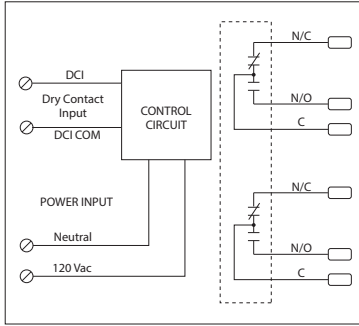 DCI
Dry Contact
Input
DCI COM
CONTROL
CIRCUIT
POWER INPUT
Neutral
120 Vac
N/C
N/O
C
N/C
N/O
C